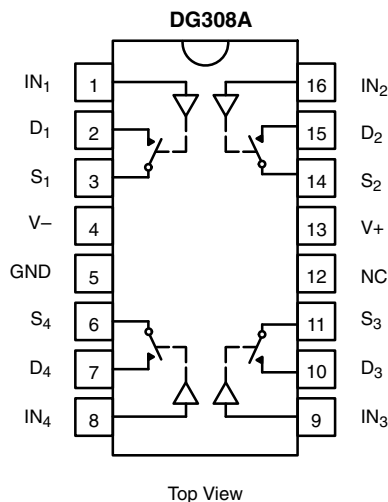 DG308A
IN1 1 16 IN2
D1 2 15 D2
S1 3 14 S2
V– 4 13 V+
GND 5 12 NC
S4 6 11 S3
D4 7 10 D3
IN4 8 9 IN3
Top View